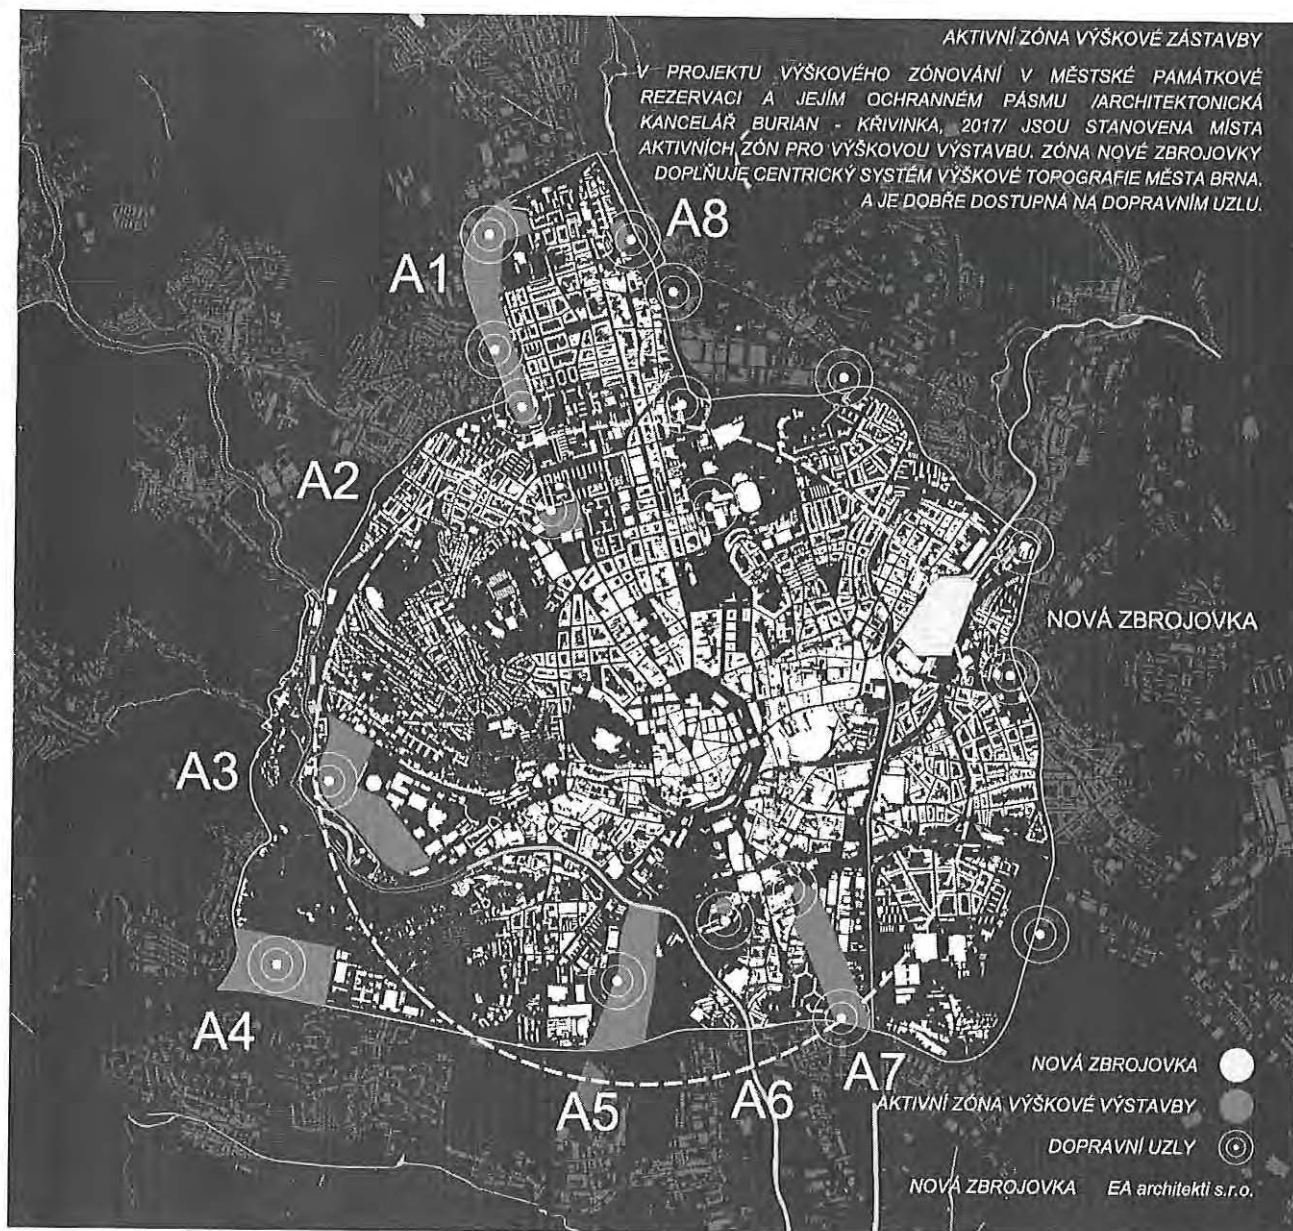 AKTIVNÍ ZÓNA VÝŠKOVÉ ZÁSTAVBY
V PROJEKTU VÝŠKOVÉHO ZÓNOVÁNÍ V MĚSTSKÉ PAMÁTKOVÉ
REZERVACI A JEJÍM OCHRANNÉM PÁSMU /ARCHITEKTONICKÁ
KANCELÁŘ BURIAN - KŘIVINKA, 2017/ JSOU STANOVENA MÍSTA
AKTIVNÍCH ZÓN PRO VÝŠKOVOU VÝSTAVBU. ZÓNA NOVÉ ZBROJOVKY
DOPLŇUJE CENTRICKÝ SYSTÉM VÝŠKOVÉ TOPOGRAFIE MĚSTA BRNA.
A JE DOBŘE DOSTUPNÁ NA DOPRAVNÍM UZLU.
A8
A1
A2
NOVÁ ZBROJOVKA
A3
A4
A5
A6
A7
NOVÁ ZBROJOVKA
AKTIVNÍ ZÓNA VÝŠKOVÉ VÝSTAVBY
DOPRAVNÍ UZLY
NOVÁ ZBROJOVKA EA architekti s.r.o.